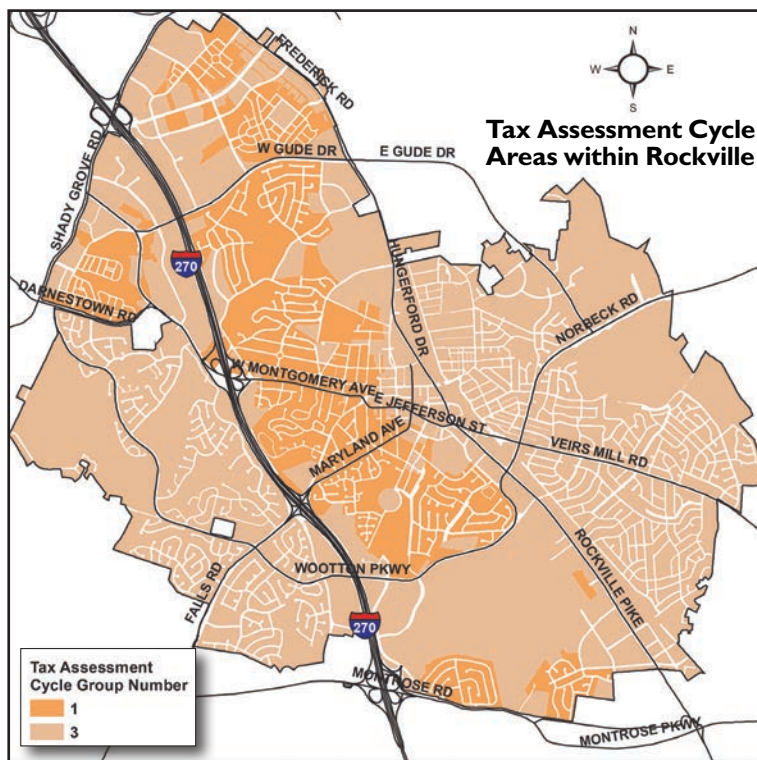 N
W E
S
Tax Assessment Cycle
Areas within Rockville
FREDERICK RD
W GUDE DR
E GUDE DR
SHADY GROVE RD
270
HUNGERFORD DR
DARNESTOWN RD
NORBECK RD
W MONTGOMERY AVE
E JEFFERSON ST
MARYLAND AVE
VEIRS MILL RD
ROCKVILLE PIKE
WOOTTON PKWY
FALLS RD
270
MONTROSE RD
MONTROSE PKWY
Tax Assessment
Cycle Group Number
1
3